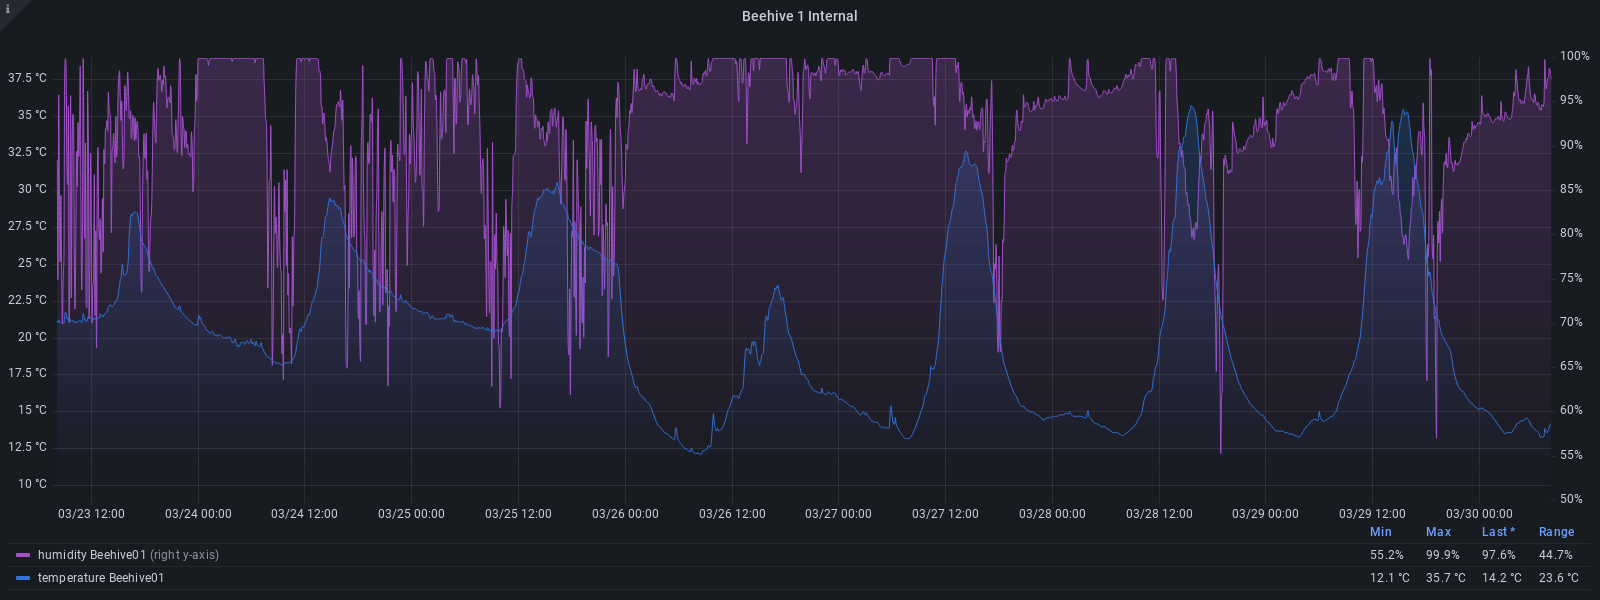 i
Beehive 1 Internal
37.5 °C
35 °C
32.5 °C
30 °C
27.5 °C
25 °C
22.5 °C
20 °C
17.5 °C
15 °C
12.5 °C
10 °C
100%
95%
90%
85%
80%
75%
70%
65%
60%
55%
50%
03/23 12:00 03/24 00:00 03/24 12:00 03/25 00:00 03/25 12:00 03/26 00:00 03/26 12:00 03/27 00:00 03/27 12:00 03/28 00:00 03/28 12:00 03/29 00:00 03/29 12:00 03/30 00:00
Min Max Last * Range
humidity Beehive01 (right y-axis) 55.2% 99.9% 97.6% 44.7%
temperature Beehive01 12.1 °C 35.7 °C 14.2 °C 23.6 °C